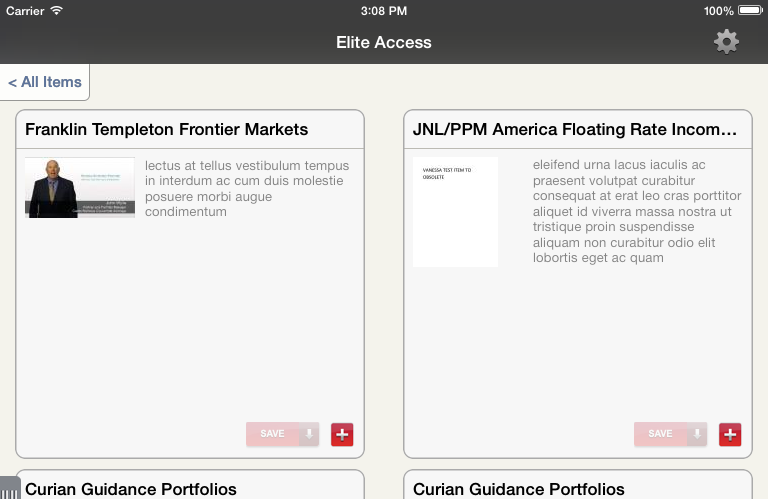 Carrier
3:08 PM
100%
Elite Access
< All Items
Franklin Templeton Frontier Markets
lectus at tellus vestibulum tempus
in interdum ac cum duis molestie
posuere morbi augue
condimentum
SAVE
JNL/PPM America Floating Rate Incom...
VANESSA TEST ITEM TO
OBSOLETE
eleifend urna lacus iaculis ac
praesent volutpat curabitur
consequat at erat leo cras porttitor
aliquet id viverra massa nostra ut
tristique proin suspendisse
aliquam non curabitur odio elit
lobortis eget ac quam
SAVE
Curian Guidance Portfolios
Curian Guidance Portfolios